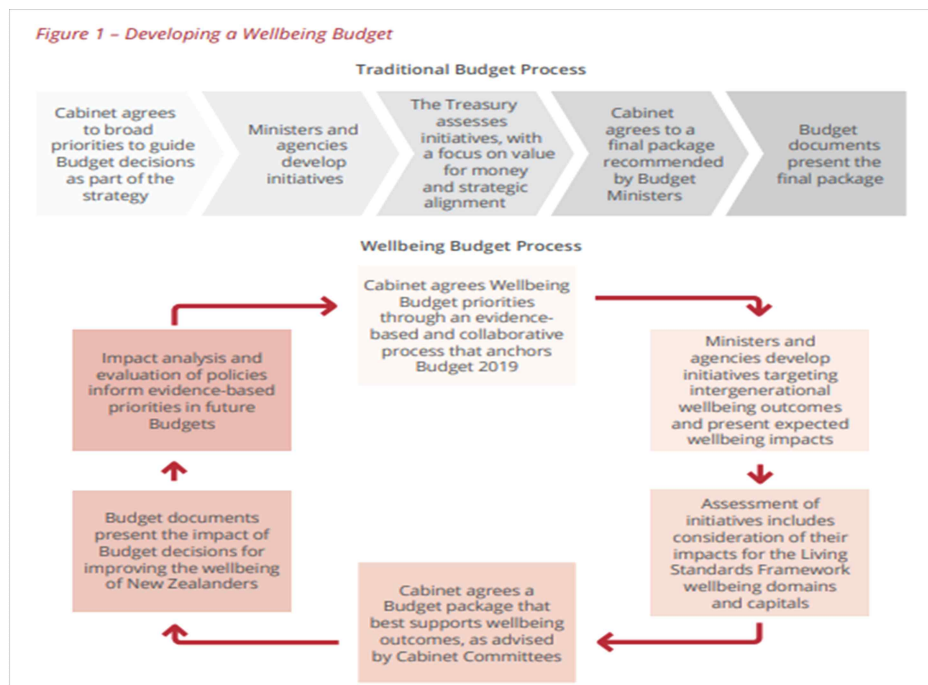 Figure 1 – Developing a Wellbeing Budget
Traditional Budget Process
Cabinet agrees
to broad
priorities to guide
Budget decisions
as part of the
strategy
Ministers and
agencies
develop
initiatives
The Treasury
assesses
initiatives, with
a focus on value
for money
and strategic
alignment
Cabinet
agrees to a
final package
recommended
by Budget
Ministers
Budget
documents
present the
final package
Wellbeing Budget Process
Cabinet agrees Wellbeing
Budget priorities
through an evidence-
based and collaborative
process that anchors
Budget 2019
Ministers and
agencies develop
initiatives targeting
intergenerational
wellbeing outcomes
and present expected
wellbeing impacts
Assessment of
initiatives includes
consideration of their
impacts for the Living
Standards Framework
wellbeing domains
and capitals
Cabinet agrees a
Budget package that
best supports wellbeing
outcomes, as advised
by Cabinet Committees
Budget documents
present the impact of
Budget decisions for
improving the wellbeing
of New Zealanders
Impact analysis and
evaluation of policies
inform evidence-based
priorities in future
Budgets